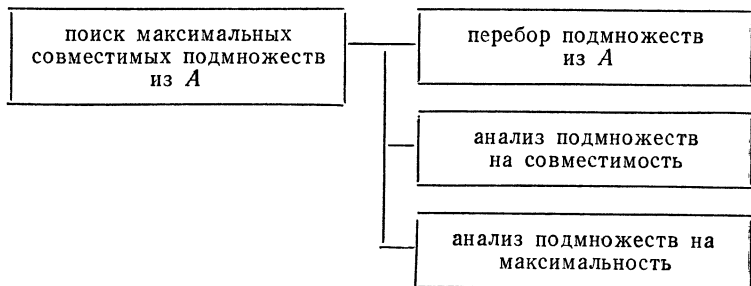 поиск максимальных
совместимых подмножеств
из A
перебор подмножеств
из A
анализ подмножеств
на совместимость
анализ подмножеств на
максимальность